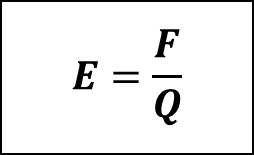 E = F/Q